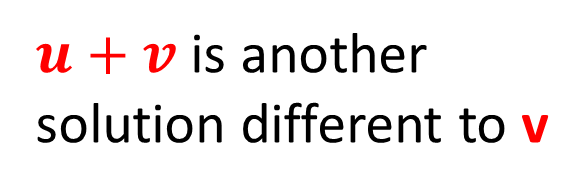 u + v is another
solution different to v